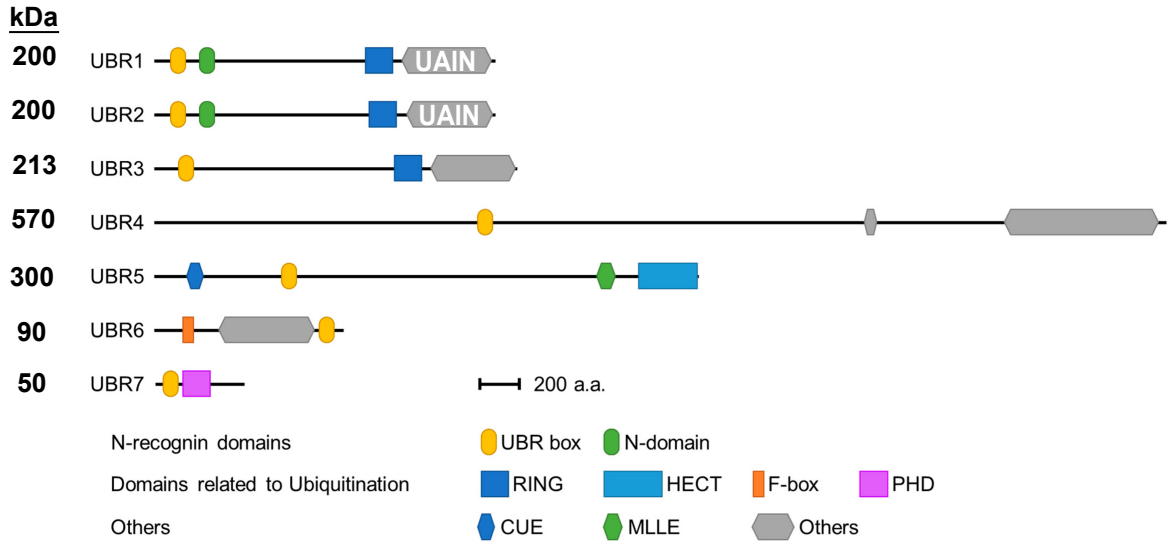 kDa
200 UBR1 UAIN
200 UBR2 UAIN
213 UBR3
570 UBR4
300 UBR5
90 UBR6
50 UBR7 200 a.a.
N-recognin domains UBR box N-domain
Domains related to Ubiquitination RING HECT F-box PHD
Others CUE MLLE Others